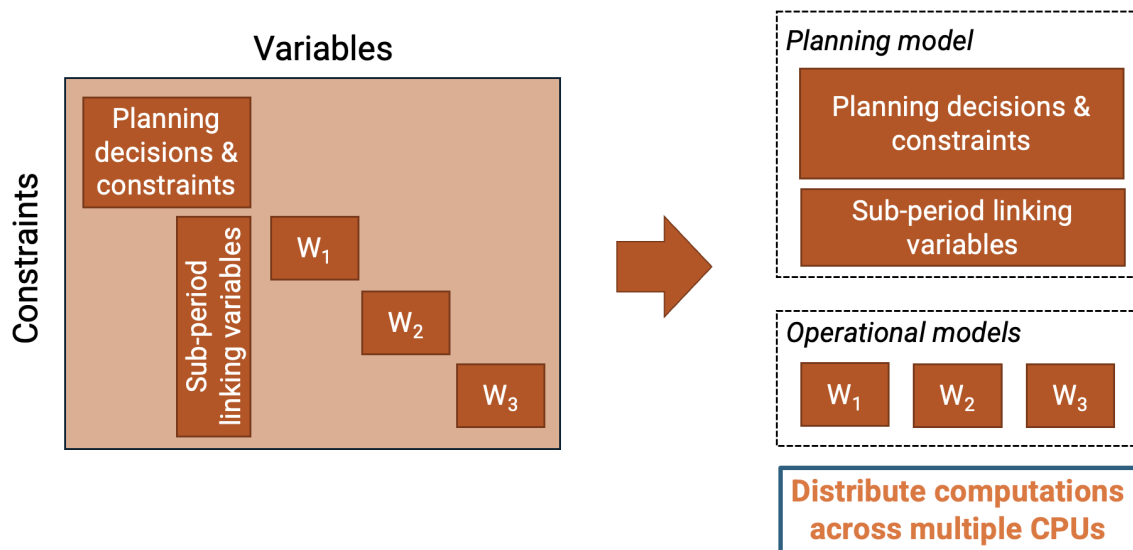 Variables
Constraints
Planning
decisions &
constraints
Sub-period
linking variables
W₁
W₂
W₃
Planning model
Planning decisions &
constraints
Sub-period linking
variables
Operational models
W₁
W₂
W₃
Distribute computations
across multiple CPUs